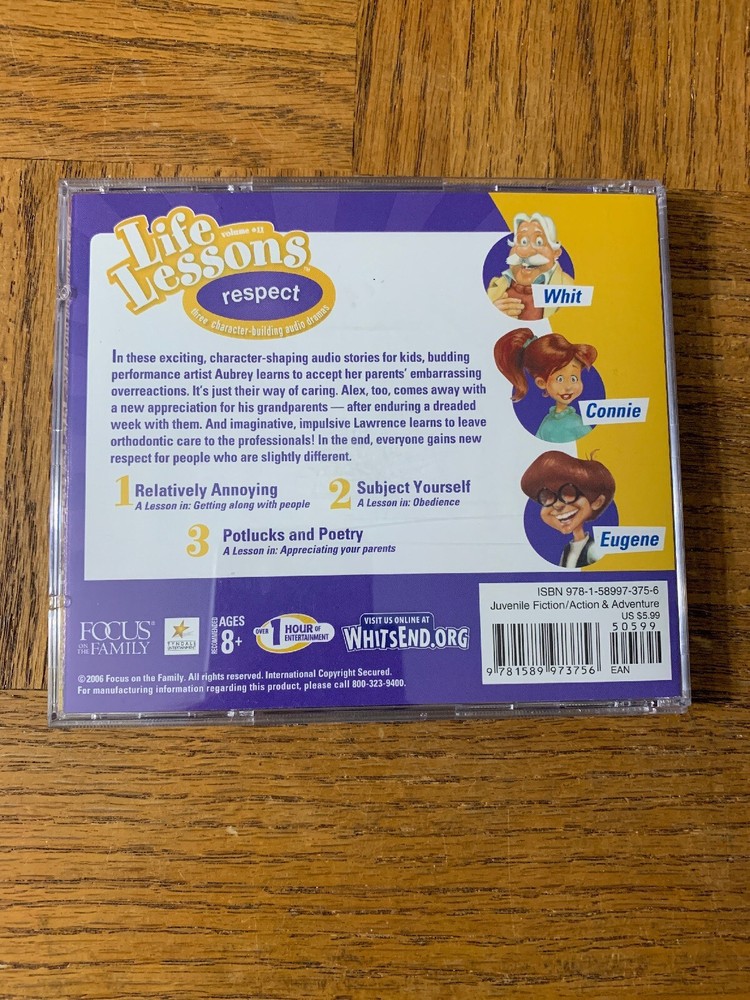 Life
volume #11
Lessons™
respect
three character-building audio dramas
Whit
Connie
Eugene
In these exciting, character-shaping audio stories for kids, budding
performance artist Aubrey learns to accept her parents' embarrassing
overreactions. It's just their way of caring. Alex, too, comes away with
a new appreciation for his grandparents — after enduring a dreaded
week with them. And imaginative, impulsive Lawrence learns to leave
orthodontic care to the professionals! In the end, everyone gains new
respect for people who are slightly different.
1 Relatively Annoying
A Lesson in: Getting along with people
2 Subject Yourself
A Lesson in: Obedience
3 Potlucks and Poetry
A Lesson in: Appreciating your parents
FOCUS®
ON THE FAMILY
TYNDALE
ENTERTAINMENT
RECOMMENDED
AGES
8+
OVER 1 HOUR OF
ENTERTAINMENT
VISIT US ONLINE AT
WHITSEND.ORG
ISBN 978-1-58997-375-6
Juvenile Fiction/Action & Adventure
US $5.99
50599
9 781589 973756
EAN
©2006 Focus on the Family. All rights reserved. International Copyright Secured.
For manufacturing information regarding this product, please call 800-323-9400.